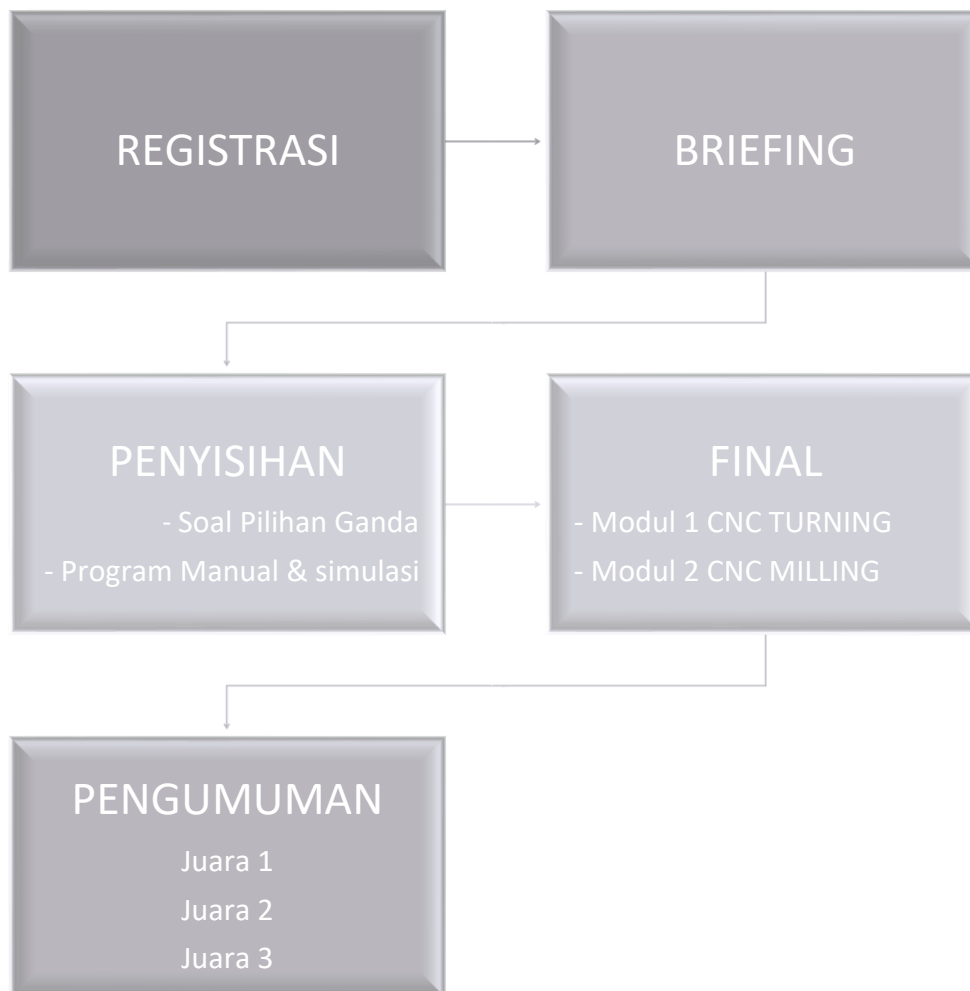 REGISTRASI
BRIEFING
PENYISIHAN
- Soal Pilihan Ganda
- Program Manual & simulasi
FINAL
- Modul 1 CNC TURNING
- Modul 2 CNC MILLING
PENGUMUMAN
Juara 1
Juara 2
Juara 3